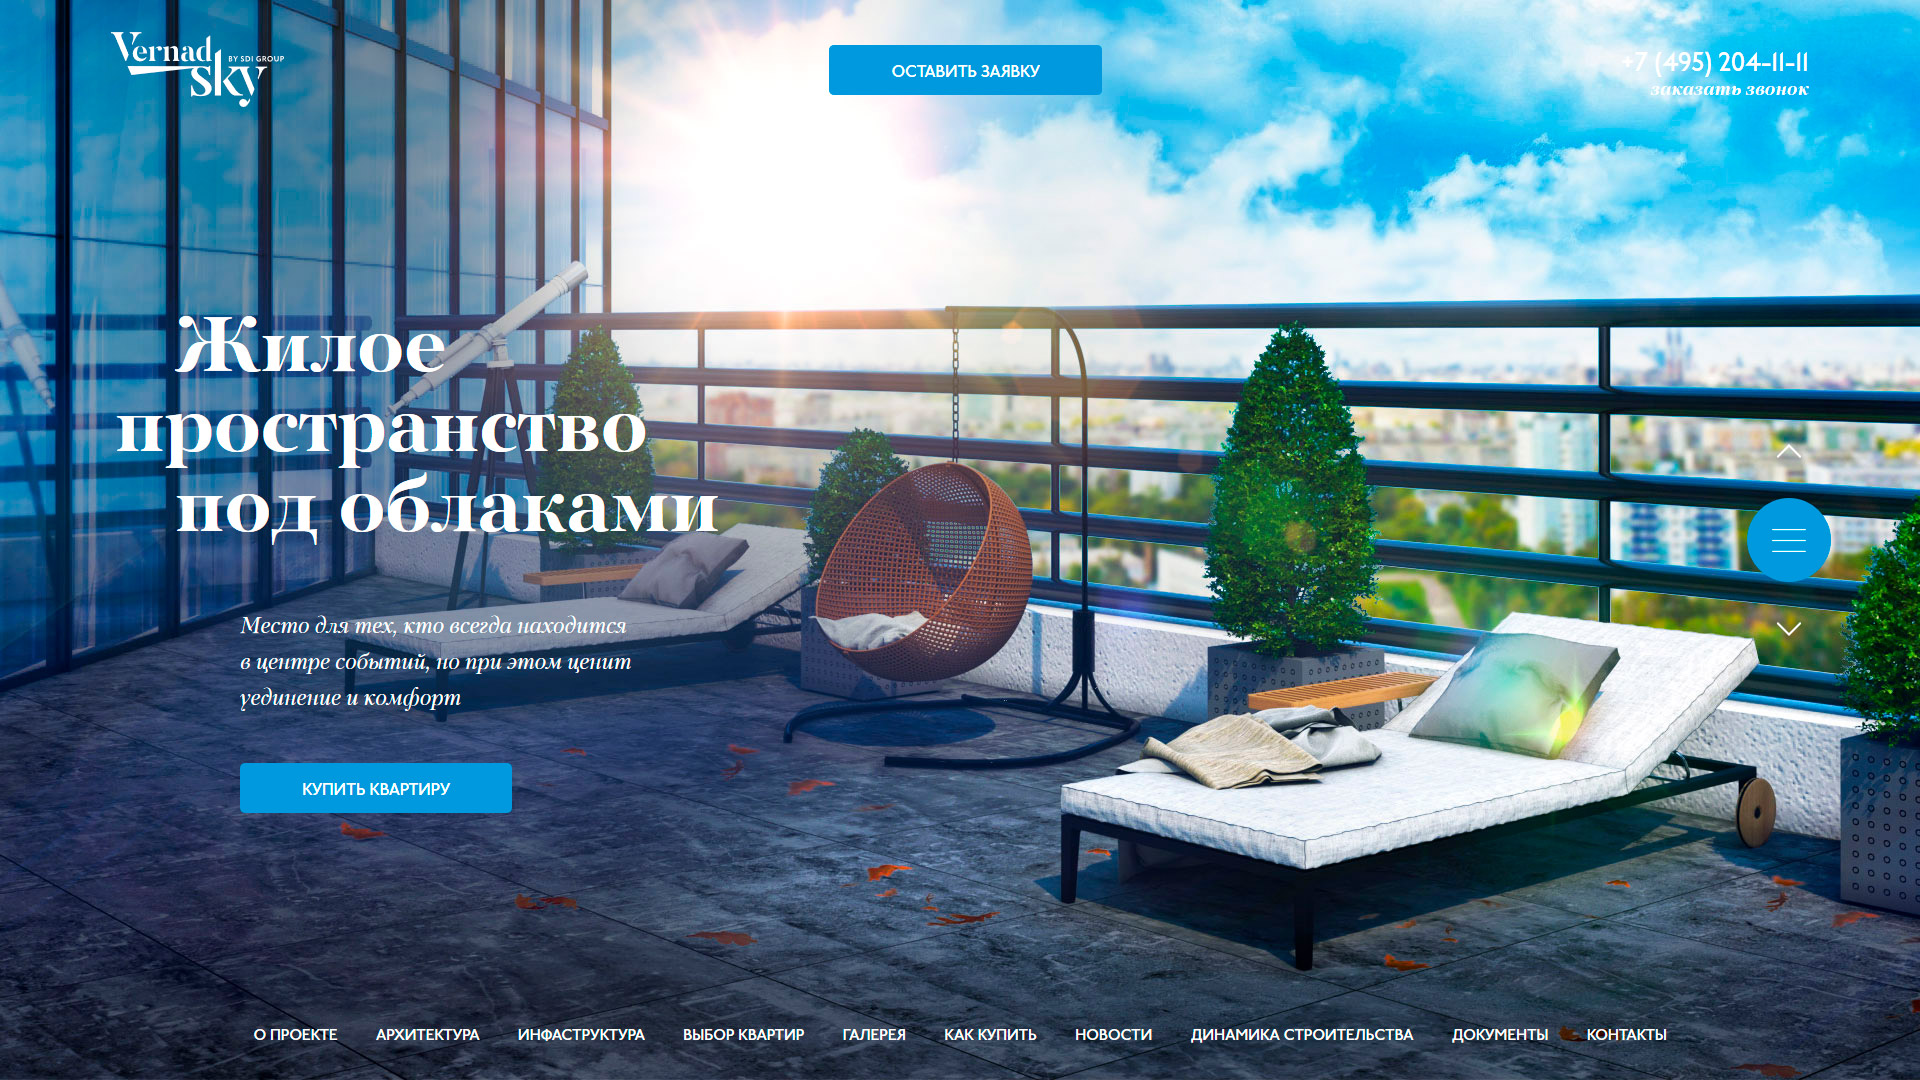 Vernad
sky
BY SDI GROUP
ОСТАВИТЬ ЗАЯВКУ
+7 (495) 204-11-11
заказать звонок
Жилое
пространство
под облаками
Место для тех, кто всегда находится
в центре событий, но при этом ценит
уединение и комфорт
КУПИТЬ КВАРТИРУ
О ПРОЕКТЕ АРХИТЕКТУРА ИНФАСТРУКТУРА ВЫБОР КВАРТИР ГАЛЕРЕЯ КАК КУПИТЬ НОВОСТИ ДИНАМИКА СТРОИТЕЛЬСТВА ДОКУМЕНТЫ КОНТАКТЫ